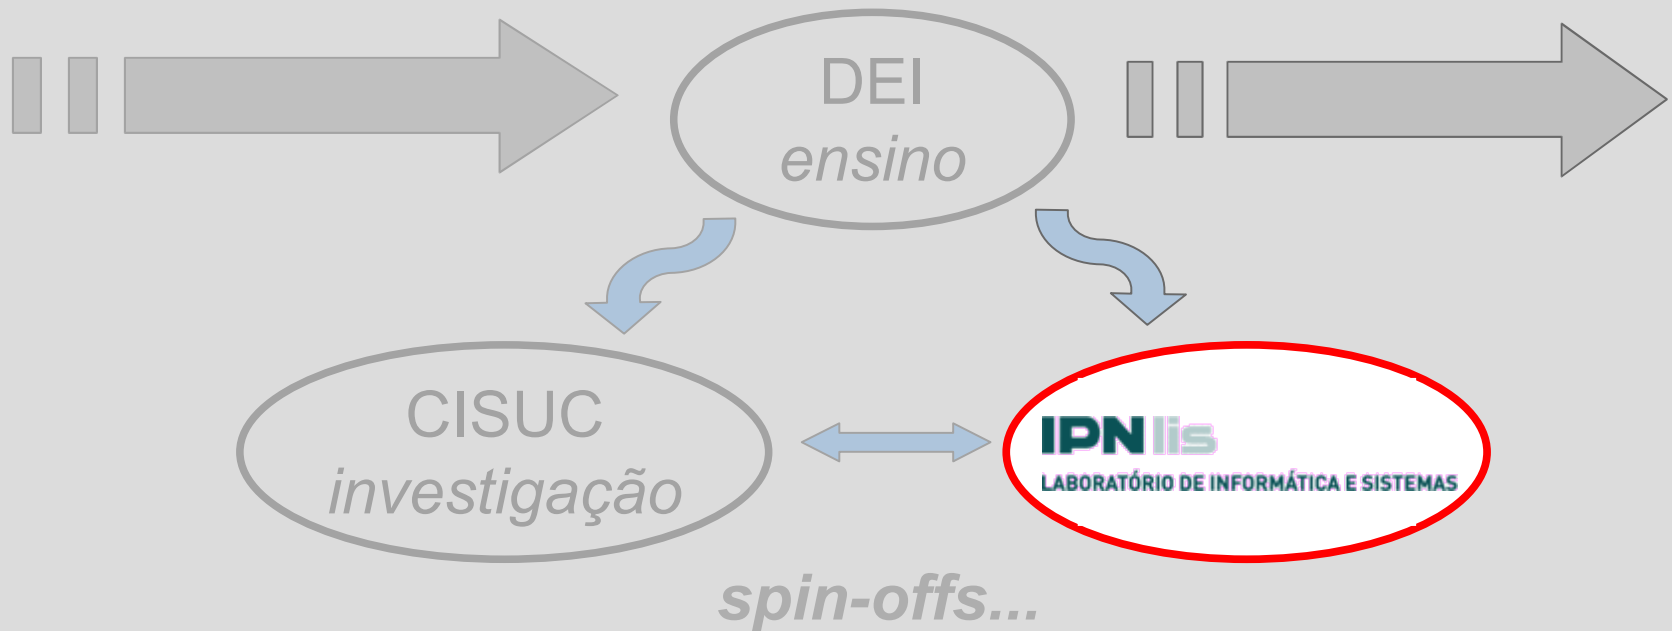 DEI
ensino
CISUC
investigação
IPN lis
LABORATÓRIO DE INFORMÁTICA E SISTEMAS
spin-offs...